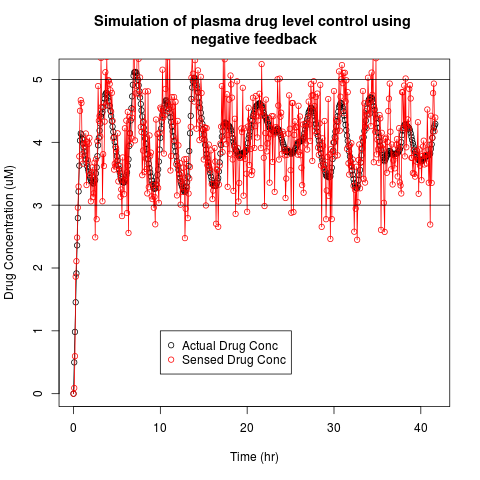 Simulation of plasma drug level control using
negative feedback
Drug Concentration (uM)
5
4
3
2
1
0
Actual Drug Conc
Sensed Drug Conc
0 10 20 30 40
Time (hr)